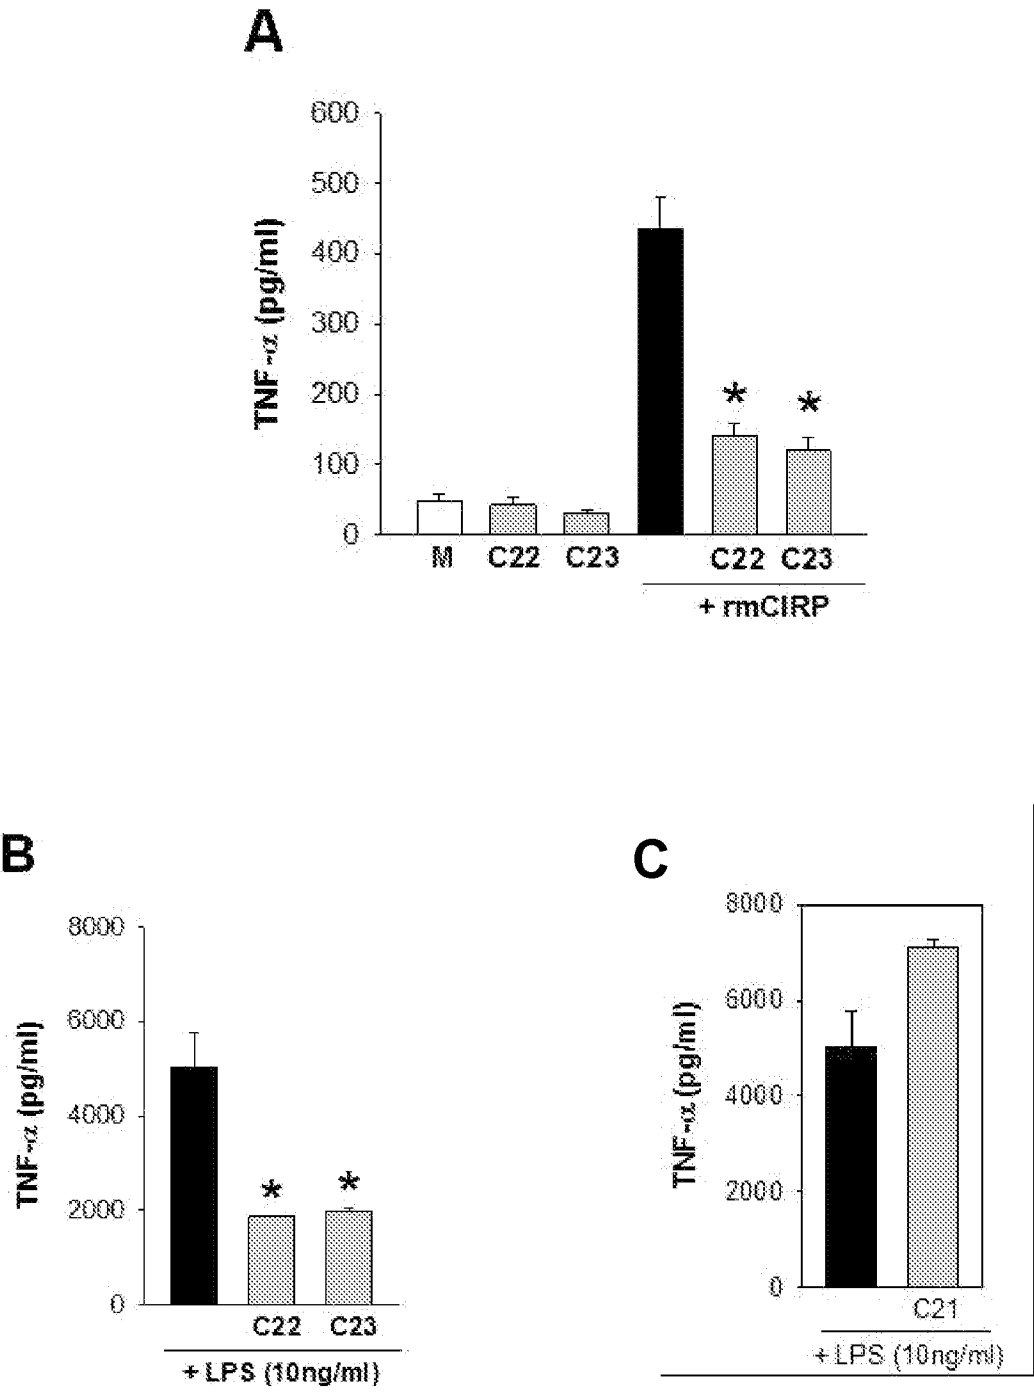 A
600
500
400
300
200
100
0
TNF-α (pg/ml)
*
*
M C22 C23 C22 C23
+ rmCIRP
B
8000
6000
4000
2000
0
TNF-α (pg/ml)
*
*
C22 C23
+ LPS (10ng/ml)
C
8000
6000
4000
2000
0
TNF-α (pg/ml)
C21
+ LPS (10ng/ml)